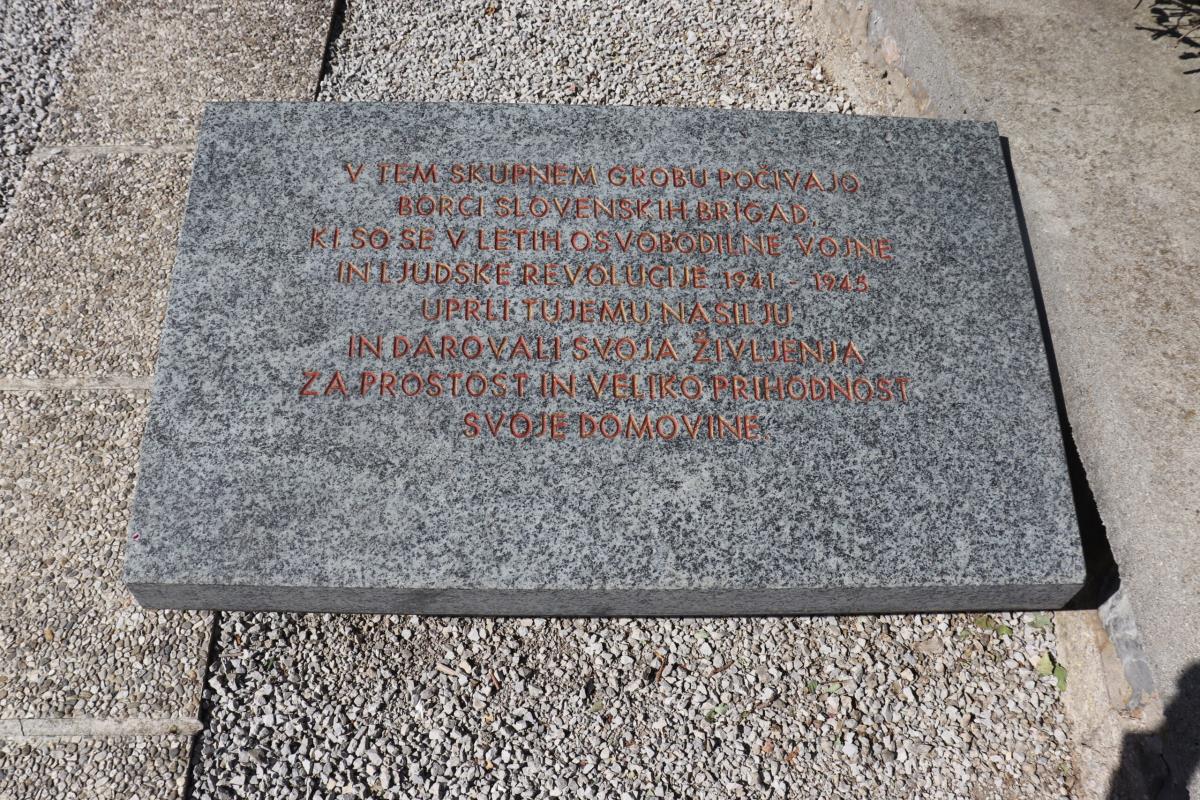 V TEM SKUPNEM GROBU POČIVAJO
BORCI SLOVENSKIH BRIGAD,
KI SO SE V LETIH OSVOBODILNE VOJNE
IN LJUDSKE REVOLUCIJE 1941 - 1945
UPRLI TUJEMU NASILJU
IN DAROVALI SVOJA ŽIVLJENJA
ZA PROSTOST IN VELIKO PRIHODNOST
SVOJE DOMOVINE.